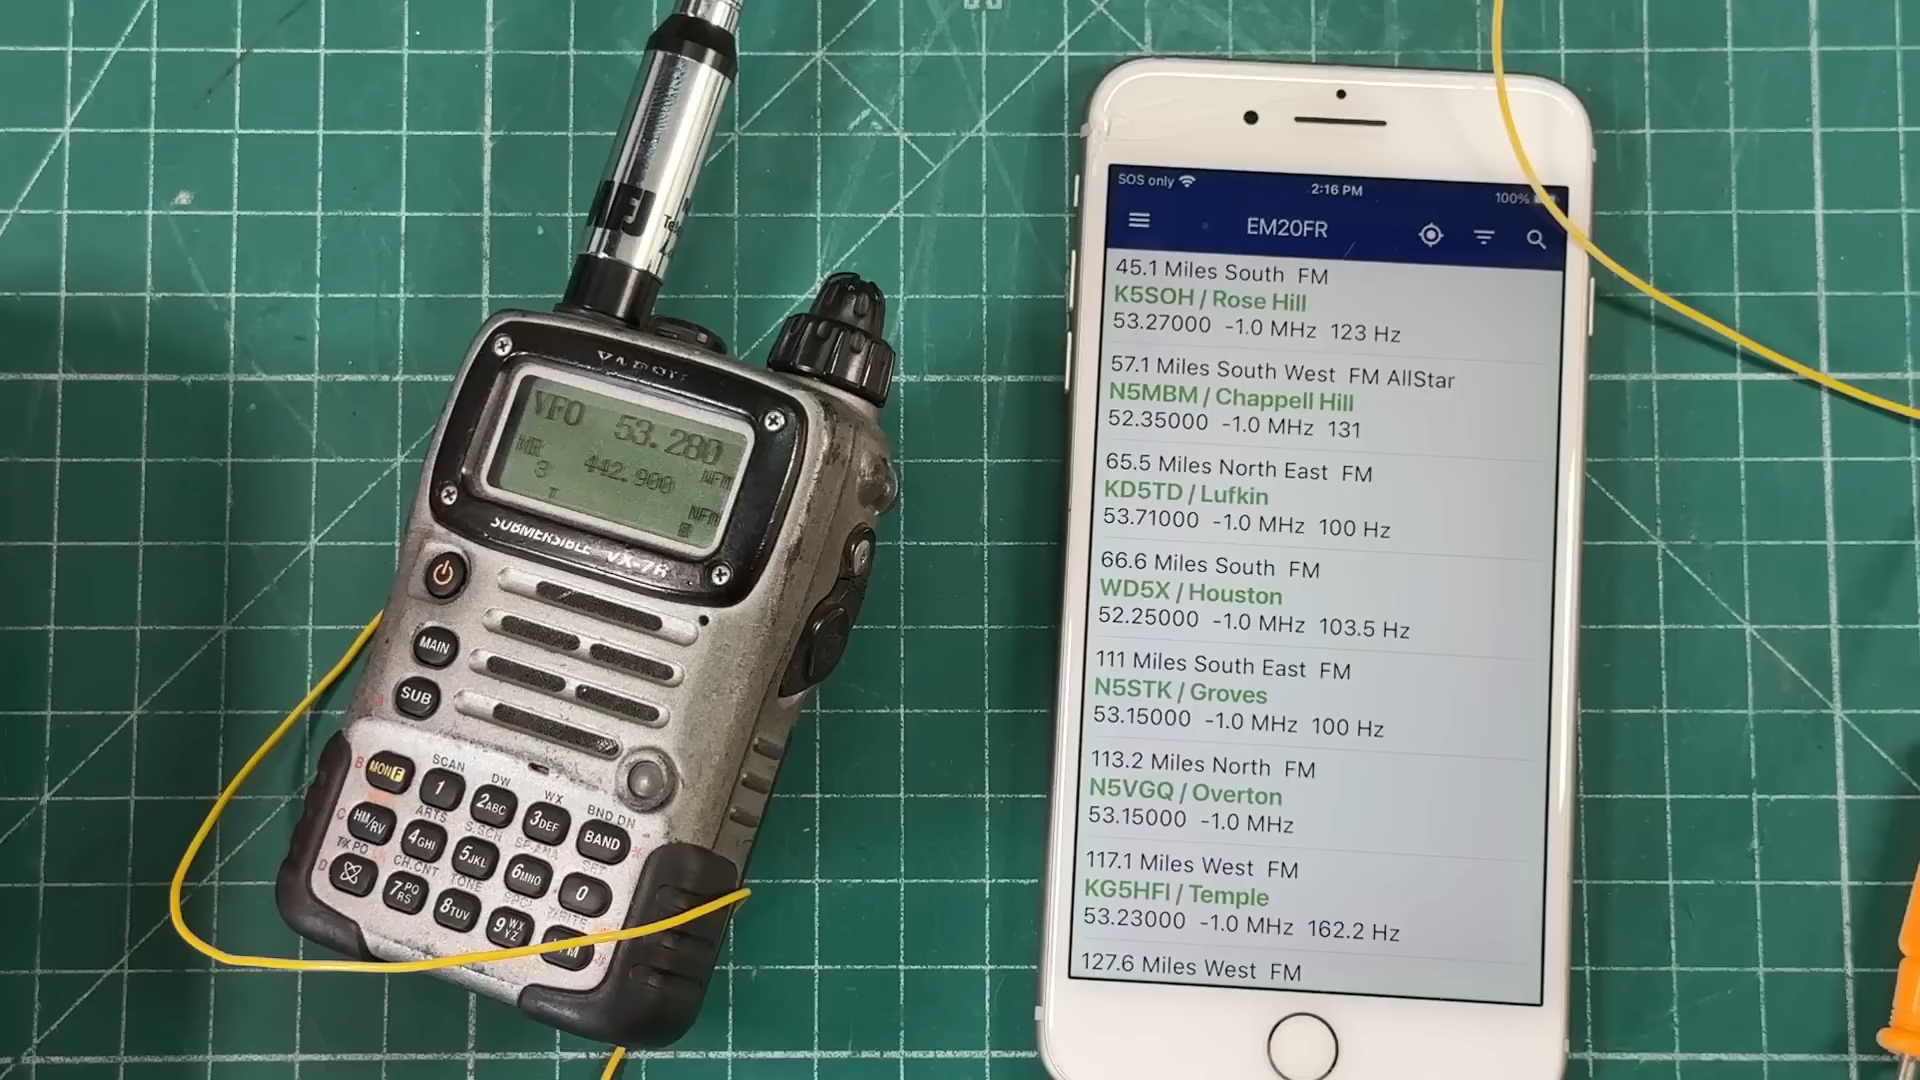 VFO 53.280
NFM
3 442.900
NFM
SUBMERSIBLE VX-7R
MAIN
SUB
MON F
SCAN
1
DW
2ABC
WX
3DEF
BND DN
BAND
HM/RV
ARTS
4GHI
S.SCH
5JKL
6MNO
SET
0
TX PO
CH.CNT
7PQRS
TONE
8TUV
9WXYZ
SOS only
2:16 PM
100%
EM20FR
45.1 Miles South FM
K5SOH / Rose Hill
53.27000 -1.0 MHz 123 Hz
57.1 Miles South West FM AllStar
N5MBM / Chappell Hill
52.35000 -1.0 MHz 131
65.5 Miles North East FM
KD5TD / Lufkin
53.71000 -1.0 MHz 100 Hz
66.6 Miles South FM
WD5X / Houston
52.25000 -1.0 MHz 103.5 Hz
111 Miles South East FM
N5STK / Groves
53.15000 -1.0 MHz 100 Hz
113.2 Miles North FM
N5VGQ / Overton
53.15000 -1.0 MHz
117.1 Miles West FM
KG5HFI / Temple
53.23000 -1.0 MHz 162.2 Hz
127.6 Miles West FM